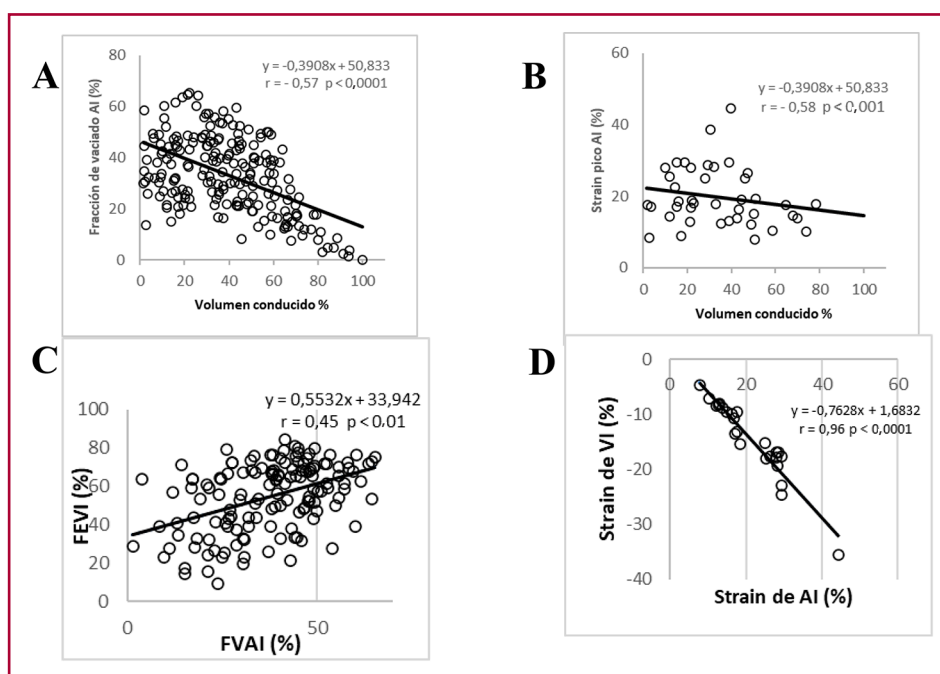 A
80
60
40
20
0
y = -0,3908x + 50,833
r = - 0,57 p < 0,0001
Fracción de vaciado AI (%)
0 20 40 60 80 100
Volumen conducido %
B
60
40
20
0
y = -0,3908x + 50,833
r = - 0,58 p < 0,001
Strain pico AI (%)
0 20 40 60 80 100
Volumen conducido %
C
100
80
60
40
20
0
y = 0,5532x + 33,942
r = 0,45 p < 0,01
FEVI (%)
0 50
FVAI (%)
D
0
-10
-20
-30
-40
0 20 40 60
y = -0,7628x + 1,6832
r = 0,96 p < 0,0001
Strain de VI (%)
Strain de AI (%)